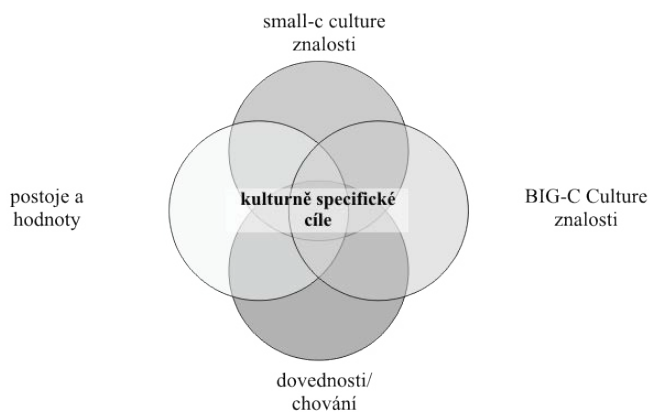 small-c culture
znalosti
postoje a
hodnoty
kulturně specifické
cíle
BIG-C Culture
znalosti
dovednosti/
chování